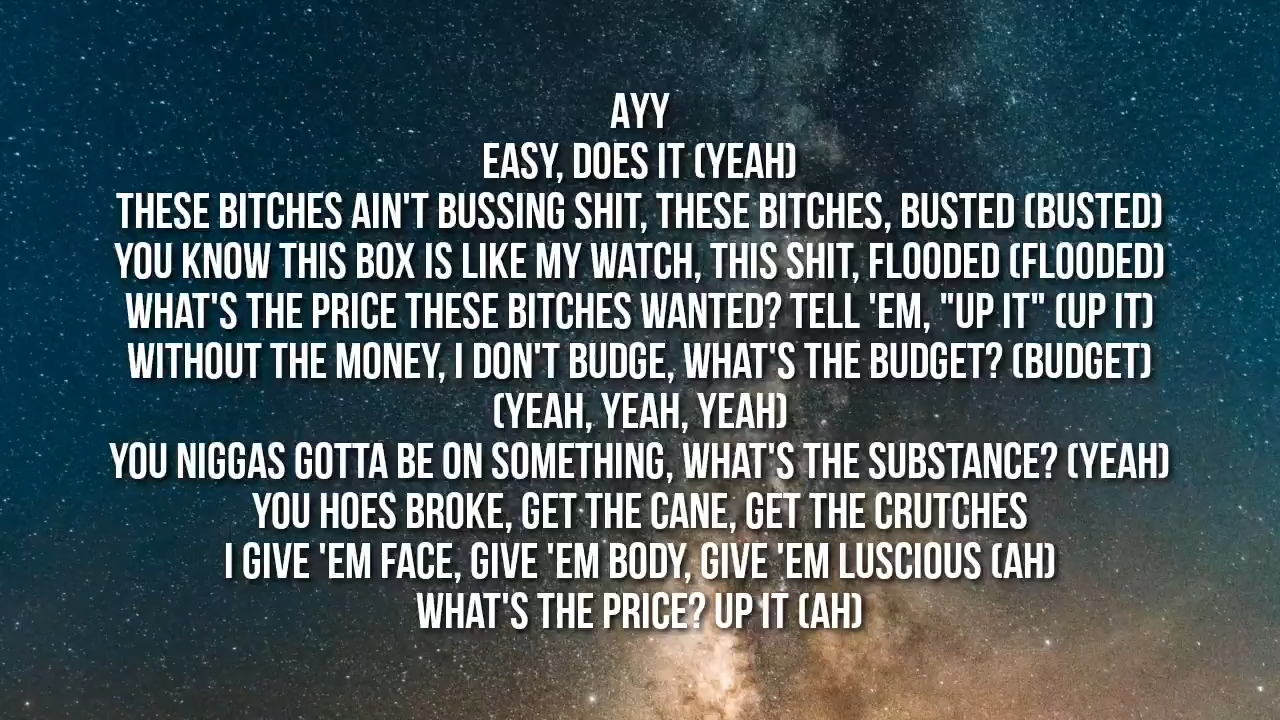 AYY
EASY, DOES IT (YEAH)
THESE BITCHES AIN'T BUSSING SHIT, THESE BITCHES, BUSTED (BUSTED)
YOU KNOW THIS BOX IS LIKE MY WATCH, THIS SHIT, FLOODED (FLOODED)
WHAT'S THE PRICE THESE BITCHES WANTED? TELL 'EM, "UP IT" (UP IT)
WITHOUT THE MONEY, I DON'T BUDGE, WHAT'S THE BUDGET? (BUDGET)
(YEAH, YEAH, YEAH)
YOU NIGGAS GOTTA BE ON SOMETHING, WHAT'S THE SUBSTANCE? (YEAH)
YOU HOES BROKE, GET THE CANE, GET THE CRUTCHES
I GIVE 'EM FACE, GIVE 'EM BODY, GIVE 'EM LUSCIOUS (AH)
WHAT'S THE PRICE? UP IT (AH)